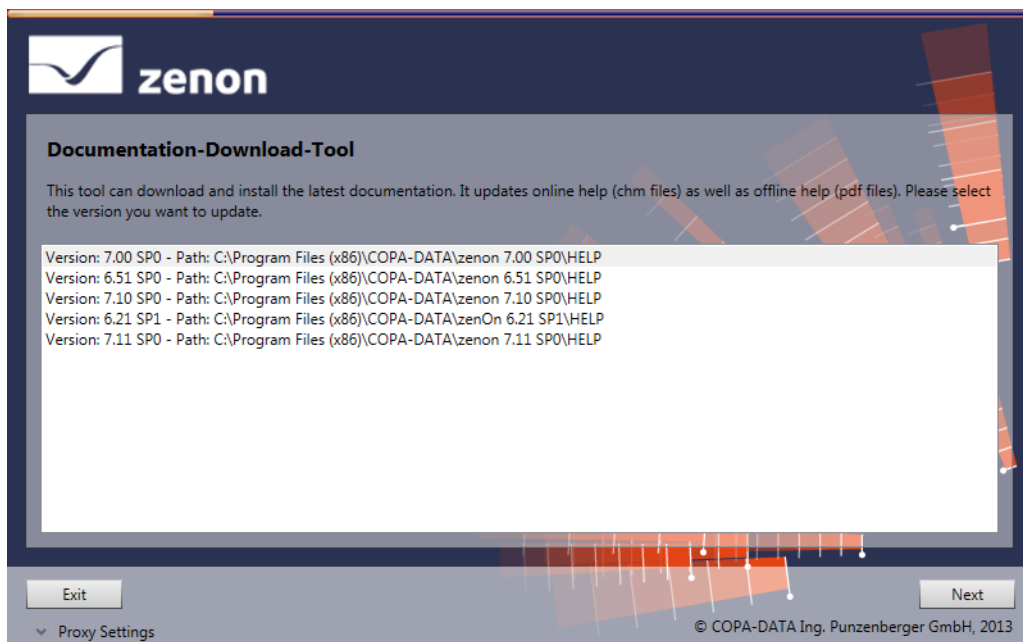 zenon
Documentation-Download-Tool
This tool can download and install the latest documentation. It updates online help (chm files) as well as offline help (pdf files). Please select
the version you want to update.
Version: 7.00 SP0 - Path: C:\Program Files (x86)\COPA-DATA\zenon 7.00 SP0\HELP
Version: 6.51 SP0 - Path: C:\Program Files (x86)\COPA-DATA\zenon 6.51 SP0\HELP
Version: 7.10 SP0 - Path: C:\Program Files (x86)\COPA-DATA\zenon 7.10 SP0\HELP
Version: 6.21 SP1 - Path: C:\Program Files (x86)\COPA-DATA\zenOn 6.21 SP1\HELP
Version: 7.11 SP0 - Path: C:\Program Files (x86)\COPA-DATA\zenon 7.11 SP0\HELP
Exit
Next
Proxy Settings
© COPA-DATA Ing. Punzenberger GmbH, 2013